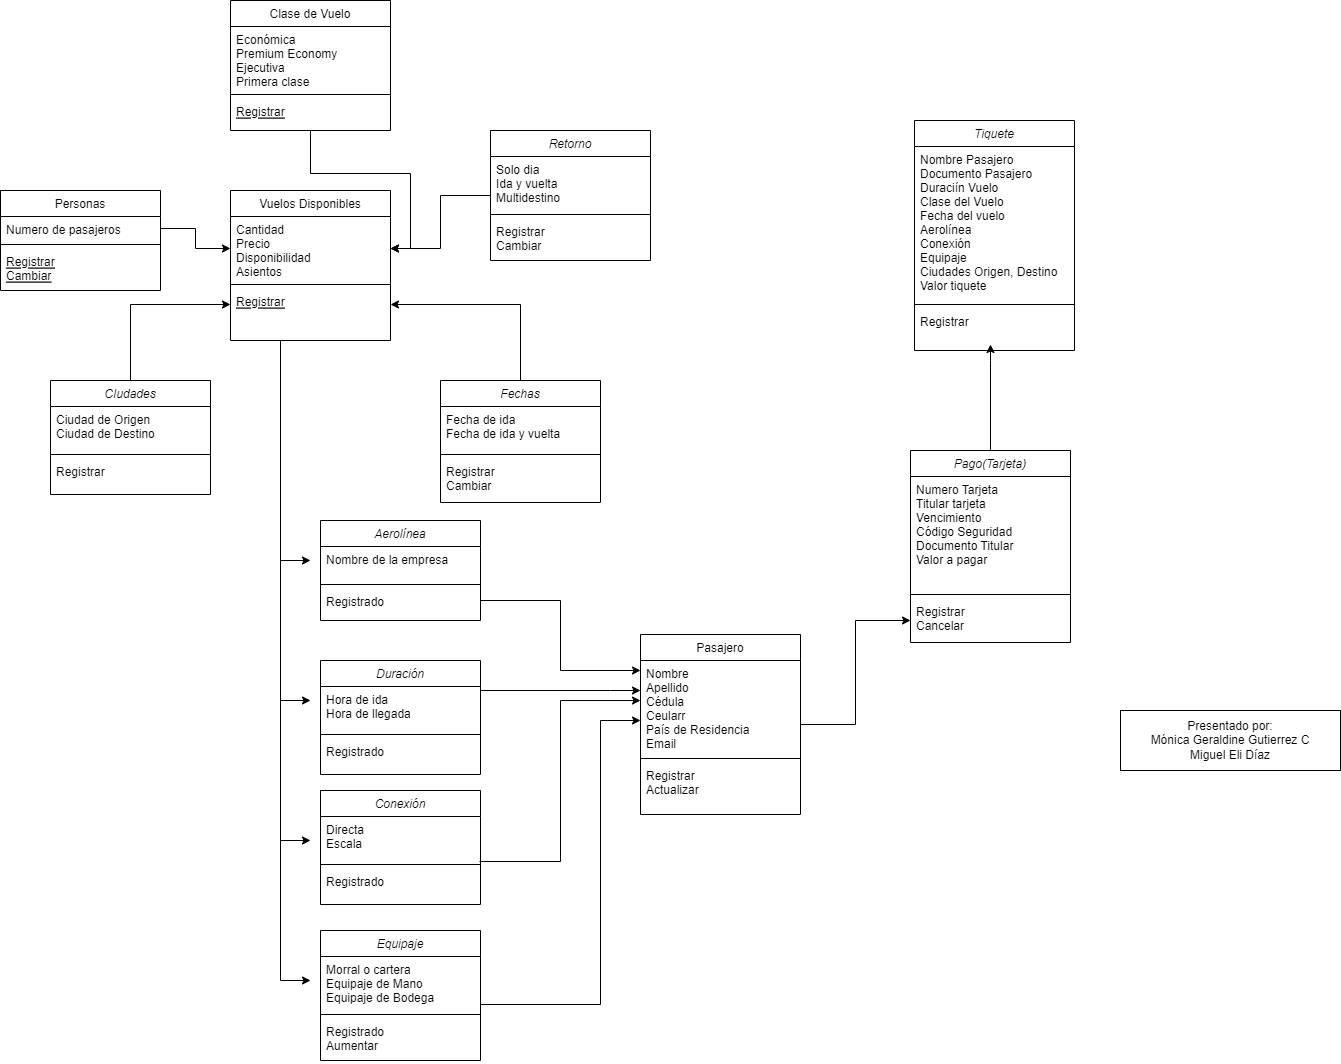 Clase de Vuelo
Económica
Premium Economy
Ejecutiva
Primera clase
Registrar
Retorno
Solo dia
Ida y vuelta
Multidestino
Registrar
Cambiar
Personas
Numero de pasajeros
Registrar
Cambiar
Vuelos Disponibles
Cantidad
Precio
Disponibilidad
Asientos
Registrar
Tiquete
Nombre Pasajero
Documento Pasajero
Duraciín Vuelo
Clase del Vuelo
Fecha del vuelo
Aerolínea
Conexión
Equipaje
Ciudades Origen, Destino
Valor tiquete
Registrar
CIudades
Ciudad de Origen
Ciudad de Destino
Registrar
Fechas
Fecha de ida
Fecha de ida y vuelta
Registrar
Cambiar
Pago(Tarjeta)
Numero Tarjeta
Titular tarjeta
Vencimiento
Código Seguridad
Documento Titular
Valor a pagar
Registrar
Cancelar
Aerolínea
Nombre de la empresa
Registrado
Duración
Hora de ida
Hora de llegada
Registrado
Conexión
Directa
Escala
Registrado
Equipaje
Morral o cartera
Equipaje de Mano
Equipaje de Bodega
Registrado
Aumentar
Pasajero
Nombre
Apellido
Cédula
Ceularr
País de Residencia
Email
Registrar
Actualizar
Presentado por:
Mónica Geraldine Gutierrez C
Miguel Eli Díaz